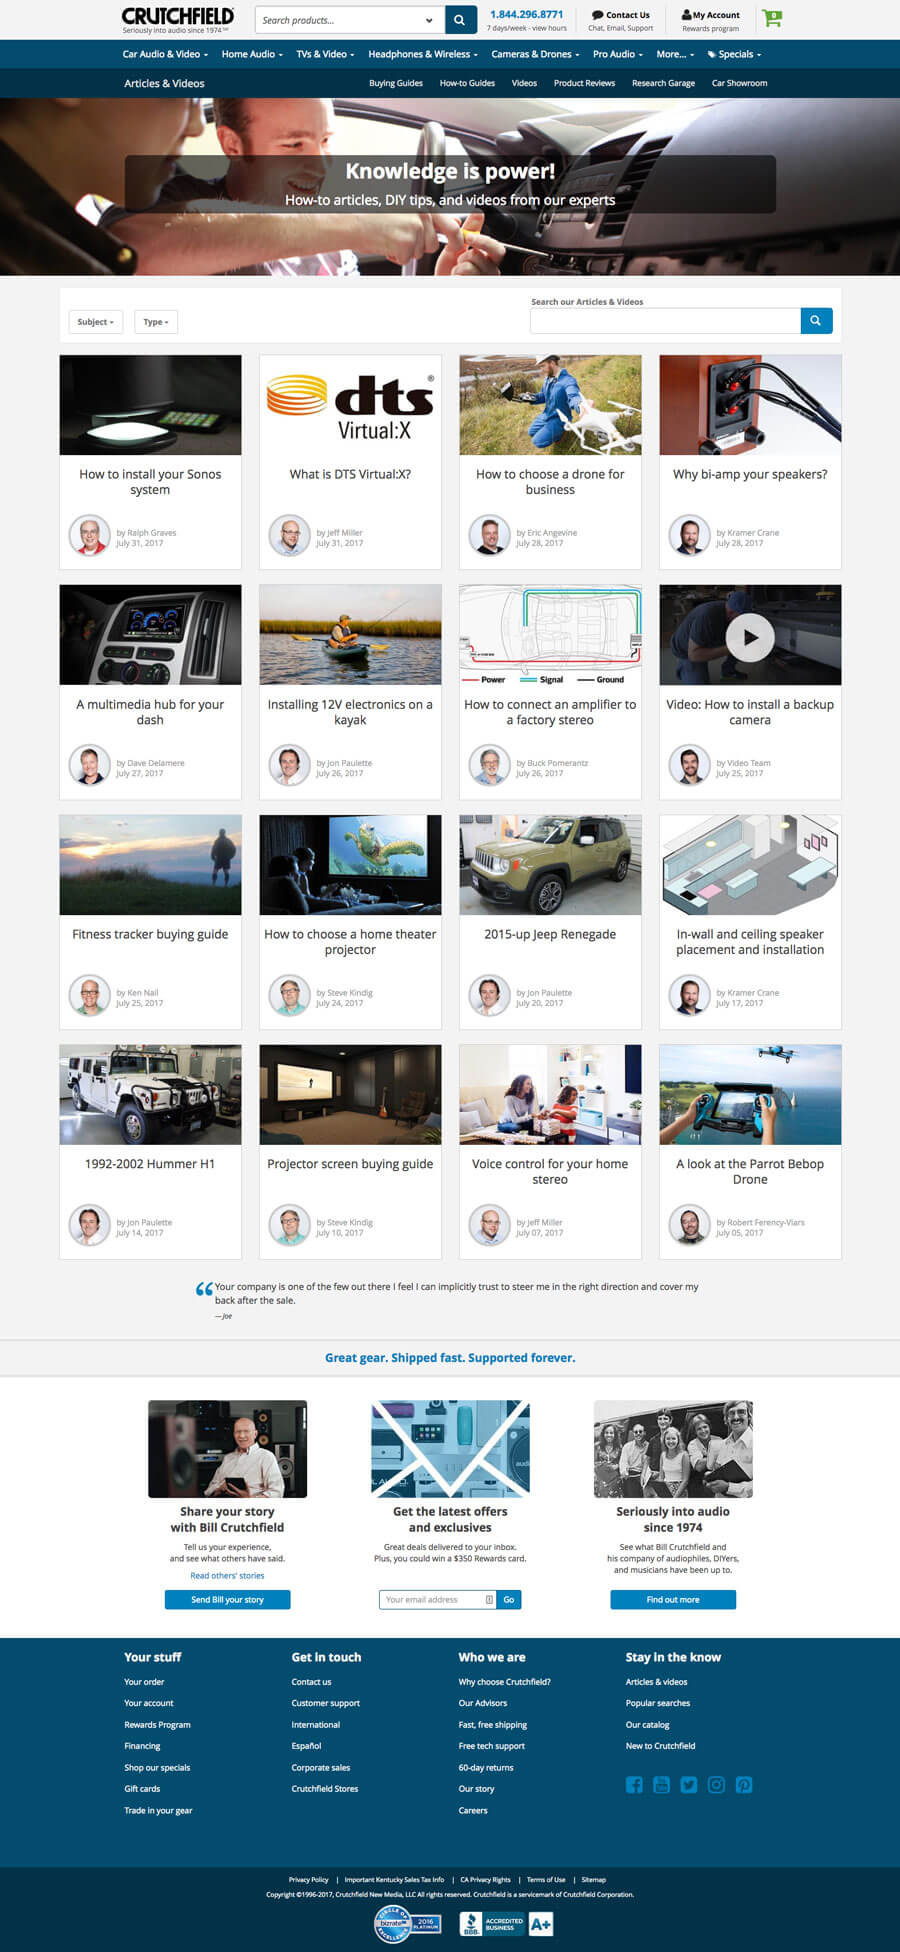 CRUTCHFIELD
Seriously into audio since 1974
Search products...
1.844.296.8771
7 days/week - view hours
Contact Us
Chat, Email, Support
My Account
Rewards program
0
Car Audio & Video
Home Audio
TVs & Video
Headphones & Wireless
Cameras & Drones
Pro Audio
More...
Specials
Articles & Videos
Buying Guides
How-to Guides
Videos
Product Reviews
Research Garage
Car Showroom
Knowledge is power!
How-to articles, DIY tips, and videos from our experts
Subject
Type
Search our Articles & Videos
dts®
Virtual:X
How to install your Sonos
system
by Ralph Graves
July 31, 2017
What is DTS Virtual:X?
by Jeff Miller
July 31, 2017
How to choose a drone for
business
by Eric Angevine
July 28, 2017
Why bi-amp your speakers?
by Kramer Crane
July 28, 2017
A multimedia hub for your
dash
by Dave Delamere
July 27, 2017
Installing 12V electronics on a
kayak
by Jon Paulette
July 26, 2017
Power
Signal
Ground
How to connect an amplifier to
a factory stereo
by Buck Pomerantz
July 26, 2017
Video: How to install a backup
camera
by Video Team
July 25, 2017
Fitness tracker buying guide
by Ken Nail
July 25, 2017
How to choose a home theater
projector
by Steve Kindig
July 24, 2017
2015-up Jeep Renegade
by Jon Paulette
July 20, 2017
In-wall and ceiling speaker
placement and installation
by Kramer Crane
July 17, 2017
1992-2002 Hummer H1
by Jon Paulette
July 14, 2017
Projector screen buying guide
by Steve Kindig
July 10, 2017
Voice control for your home
stereo
by Jeff Miller
July 07, 2017
A look at the Parrot Bebop
Drone
by Robert Ferency-Viars
July 05, 2017
“Your company is one of the few out there I feel I can implicitly trust to steer me in the right direction and cover my
back after the sale.
—Joe
Great gear. Shipped fast. Supported forever.
Share your story
with Bill Crutchfield
Tell us your experience,
and see what others have said.
Read others' stories
Send Bill your story
Get the latest offers
and exclusives
Great deals delivered to your inbox.
Plus, you could win a $350 Rewards card.
Your email address
Go
Seriously into audio
since 1974
See what Bill Crutchfield and
his company of audiophiles, DIYers,
and musicians have been up to.
Find out more
Your stuff
Your order
Your account
Rewards Program
Financing
Shop our specials
Gift cards
Trade in your gear
Get in touch
Contact us
Customer support
International
Español
Corporate sales
Crutchfield Stores
Who we are
Why choose Crutchfield?
Our Advisors
Fast, free shipping
Free tech support
60-day returns
Our story
Careers
Stay in the know
Articles & videos
Popular searches
Our catalog
New to Crutchfield
Privacy Policy | Important Kentucky Sales Tax Info | CA Privacy Rights | Terms of Use | Sitemap
Copyright ©1996-2017, Crutchfield New Media, LLC All rights reserved. Crutchfield is a servicemark of Crutchfield Corporation.
CIRCLE OF
bizrate
EXCELLENCE
2016
PLATINUM
BBB.
ACCREDITED
BUSINESS
A+